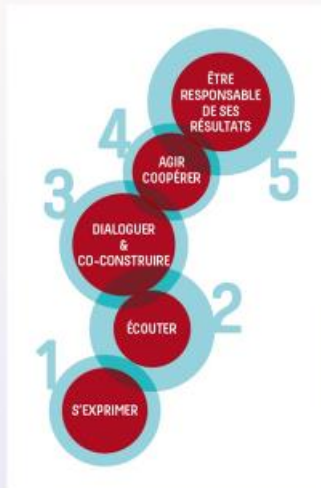 ÊTRE
RESPONSABLE
DE SES
RÉSULTATS
5
4
AGIR
COOPÉRER
3
DIALOGUER
&
CO-CONSTRUIRE
2
ÉCOUTER
1
S'EXPRIMER